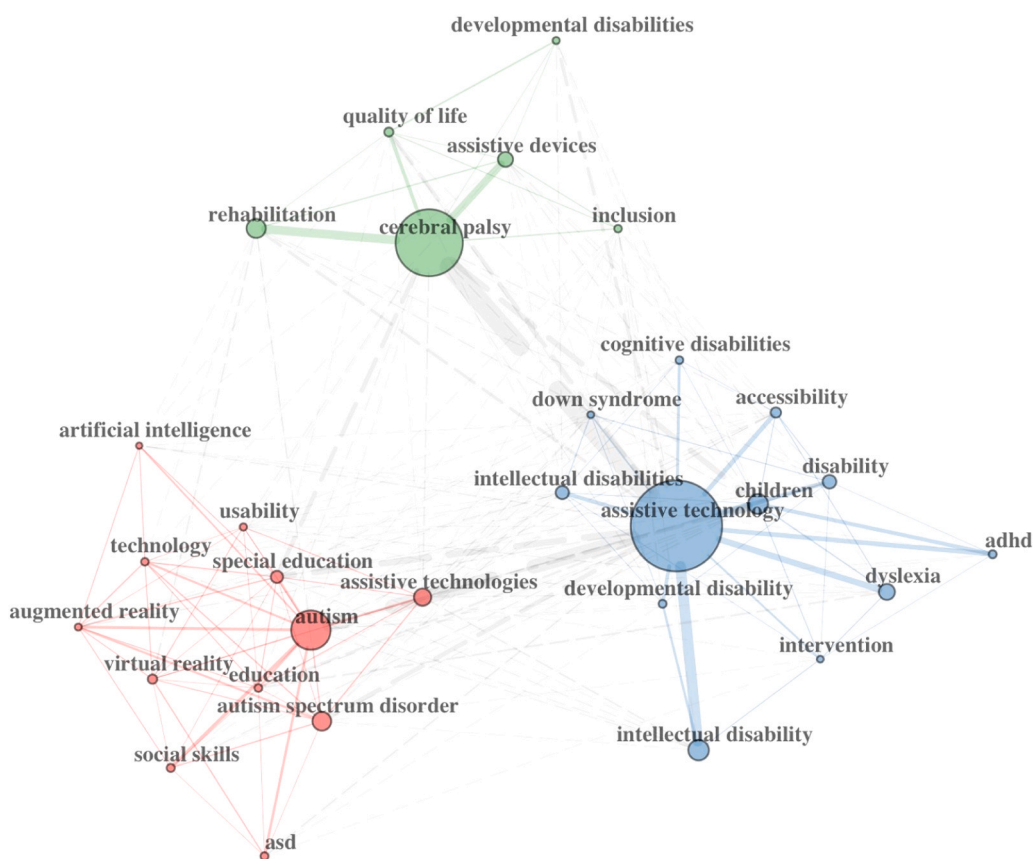 developmental disabilities
quality of life
assistive devices
rehabilitation
cerebral palsy
inclusion
cognitive disabilities
down syndrome
accessibility
artificial intelligence
intellectual disabilities
disability
children
assistive technology
usability
technology
special education
adhd
assistive technologies
developmental disability
dyslexia
augmented reality
autism
intervention
virtual reality
education
autism spectrum disorder
intellectual disability
social skills
asd